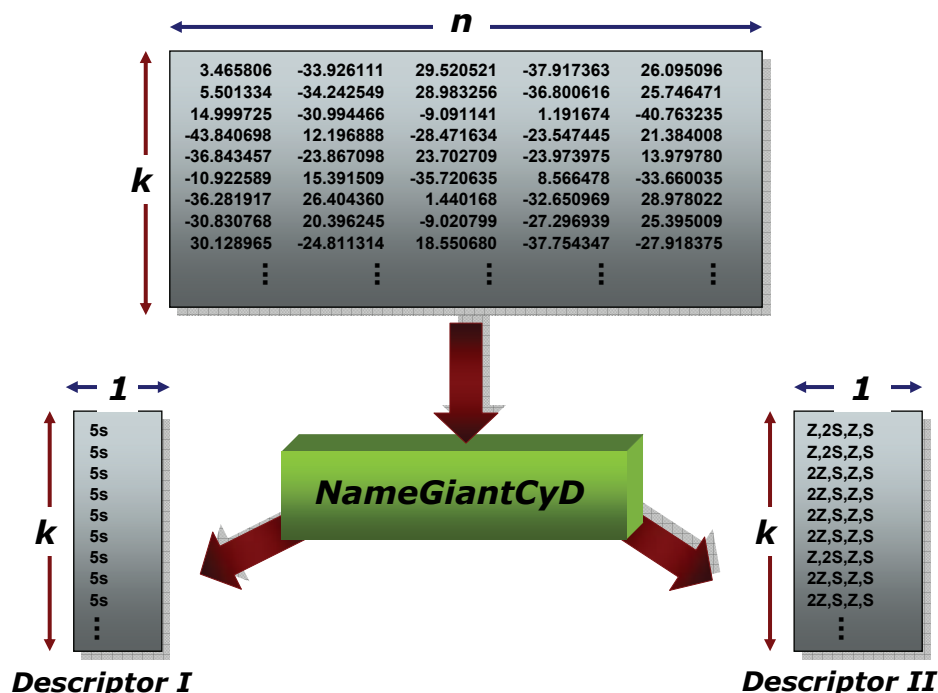 n
k
3.465806 -33.926111 29.520521 -37.917363 26.095096
5.501334 -34.242549 28.983256 -36.800616 25.746471
14.999725 -30.994466 -9.091141 1.191674 -40.763235
-43.840698 12.196888 -28.471634 -23.547445 21.384008
-36.843457 -23.867098 23.702709 -23.973975 13.979780
-10.922589 15.391509 -35.720635 8.566478 -33.660035
-36.281917 26.404360 1.440168 -32.650969 28.978022
-30.830768 20.396245 -9.020799 -27.296939 25.395009
30.128965 -24.811314 18.550680 -37.754347 -27.918375
⋮ ⋮ ⋮ ⋮ ⋮
NameGiantCyD
1
k
5s
5s
5s
5s
5s
5s
5s
5s
5s
⋮
Descriptor I
1
k
Z,2S,Z,S
Z,2S,Z,S
2Z,S,Z,S
2Z,S,Z,S
2Z,S,Z,S
2Z,S,Z,S
Z,2S,Z,S
2Z,S,Z,S
2Z,S,Z,S
⋮
Descriptor II